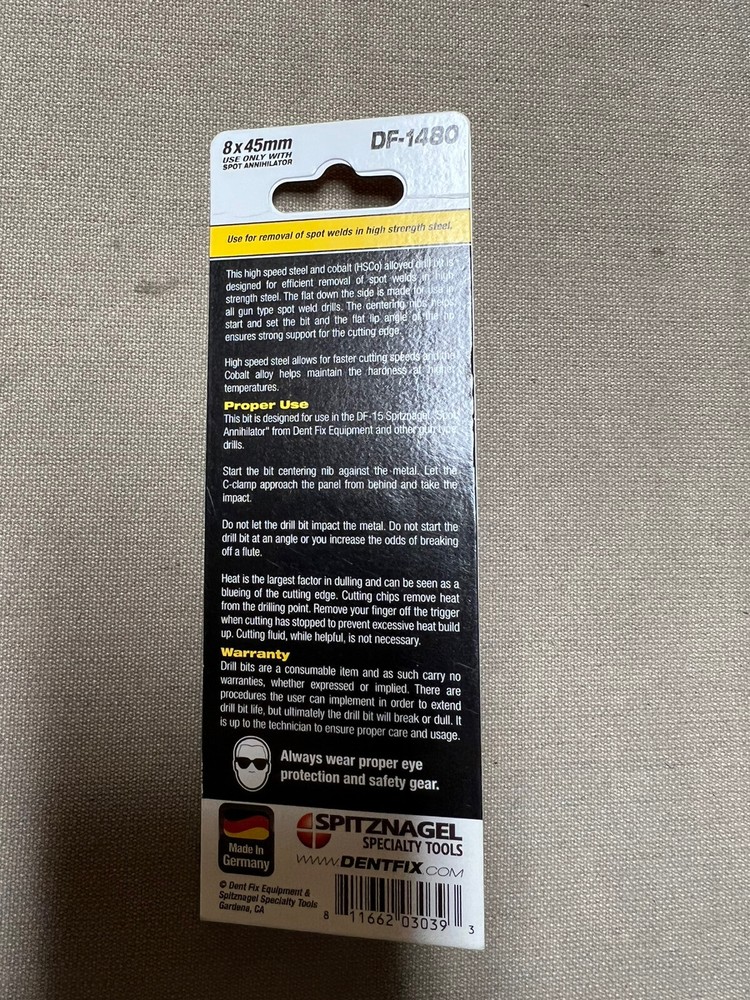 8x45mm
USE ONLY WITH
SPOT ANNIHILATOR
DF-1480
Use for removal of spot welds in high strength steel.
This high speed steel and cobalt (HSCo) alloyed drill bit is
designed for efficient removal of spot welds in high
strength steel. The flat down the side is made for use in
all gun type spot weld drills. The centering nibs helps
start and set the bit and the flat lip angle of the tip
ensures strong support for the cutting edge.
High speed steel allows for faster cutting speeds and the
Cobalt alloy helps maintain the hardness at higher
temperatures.
Proper Use
This bit is designed for use in the DF-15 Spitznagel "Spot
Annihilator" from Dent Fix Equipment and other gun type
drills.
Start the bit centering nib against the metal. Let the
C-clamp approach the panel from behind and take the
impact.
Do not let the drill bit impact the metal. Do not start the
drill bit at an angle or you increase the odds of breaking
off a flute.
Heat is the largest factor in dulling and can be seen as a
blueing of the cutting edge. Cutting chips remove heat
from the drilling point. Remove your finger off the trigger
when cutting has stopped to prevent excessive heat build
up. Cutting fluid, while helpful, is not necessary.
Warranty
Drill bits are a consumable item and as such carry no
warranties, whether expressed or implied. There are
procedures the user can implement in order to extend
drill bit life, but ultimately the drill bit will break or dull. It
is up to the technician to ensure proper care and usage.
Always wear proper eye
protection and safety gear.
Made In
Germany
SPITZNAGEL
SPECIALTY TOOLS
WWW.DENTFIX.COM
© Dent Fix Equipment &
Spitznagel Specialty Tools
Gardena, CA
8 11662 03039 3